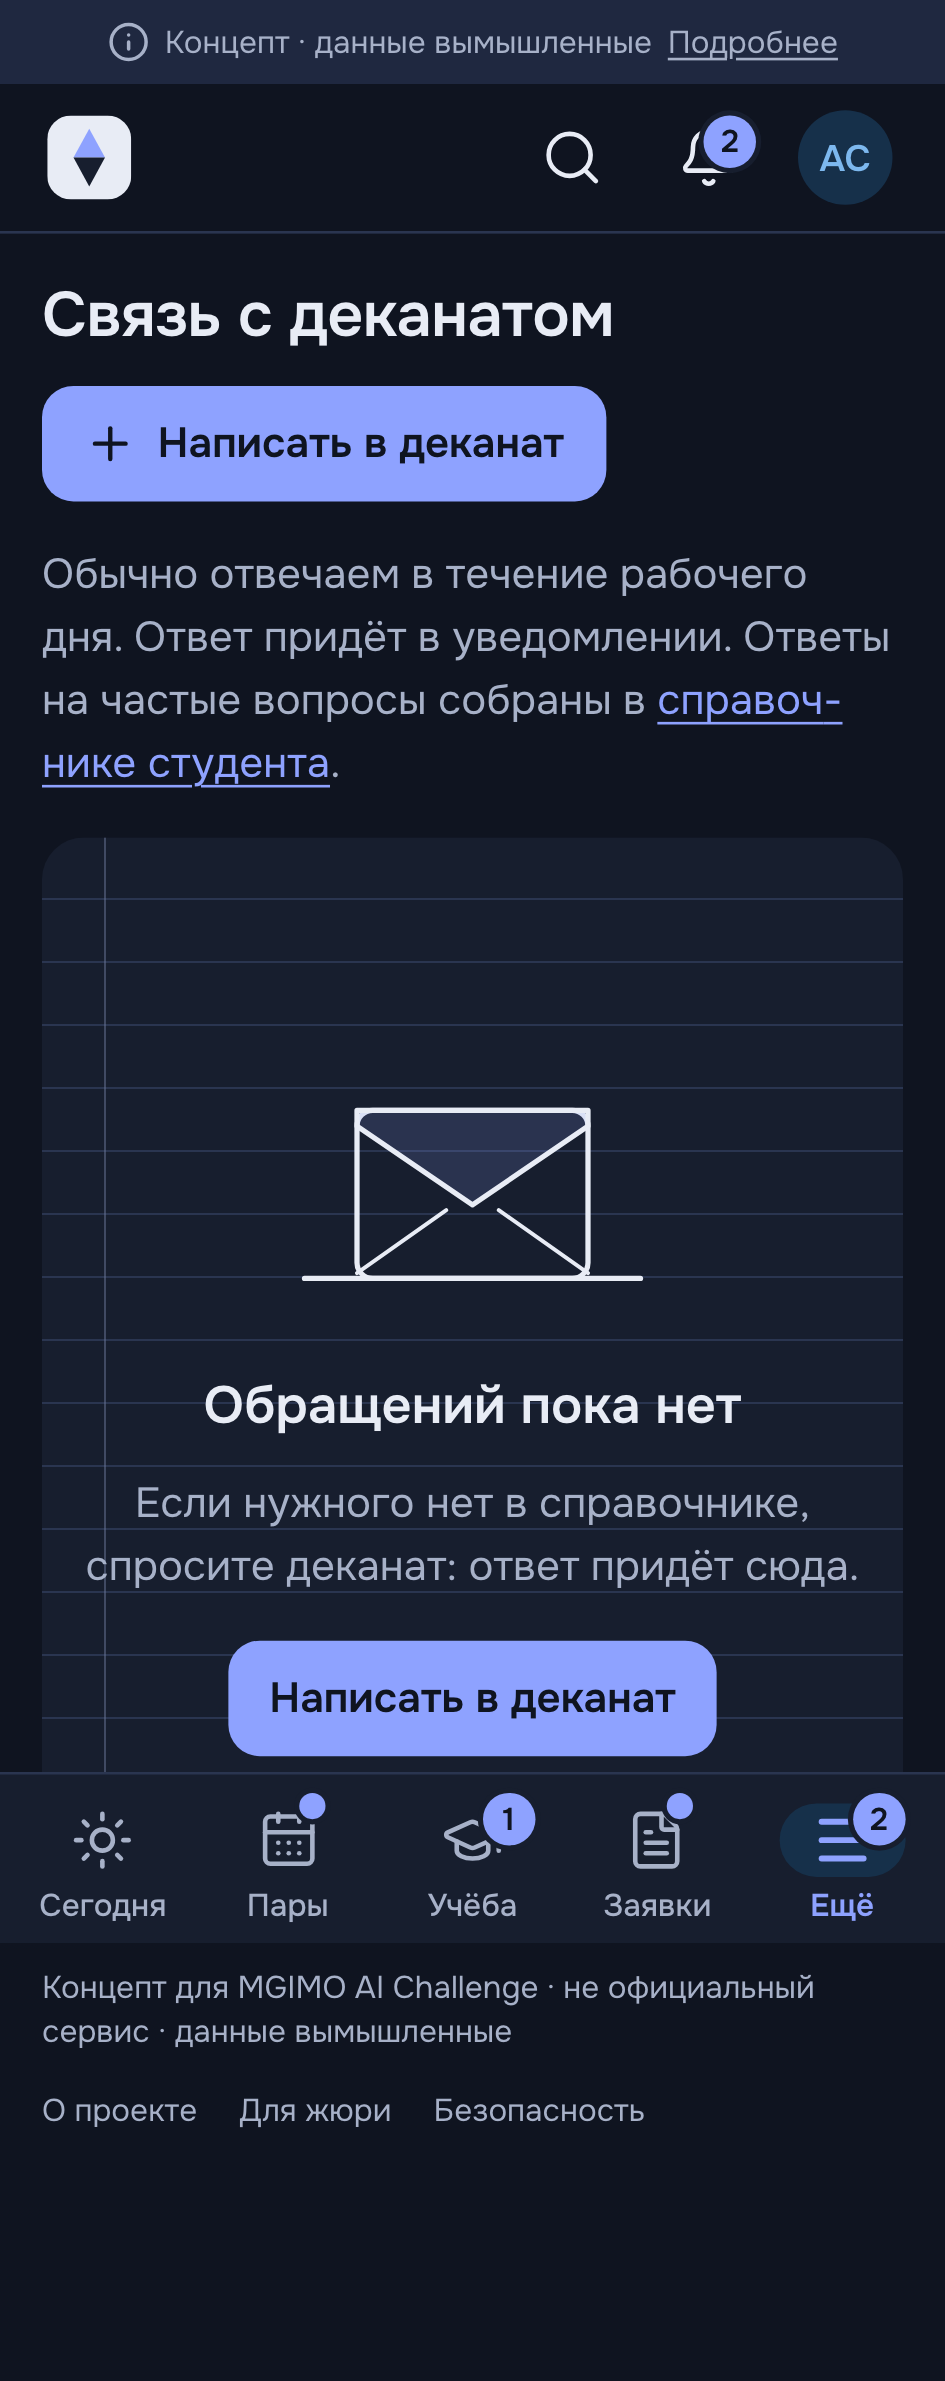 Концепт · данные вымышленные Подробнее
2
АС
Связь с деканатом
+ Написать в деканат
Обычно отвечаем в течение рабочего
дня. Ответ придёт в уведомлении. Ответы
на частые вопросы собраны в справоч-
нике студента.
Обращений пока нет
Если нужного нет в справочнике,
спросите деканат: ответ придёт сюда.
Написать в деканат
1
2
Сегодня Пары Учёба Заявки Ещё
Концепт для MGIMO AI Challenge · не официальный
сервис · данные вымышленные
О проекте Для жюри Безопасность